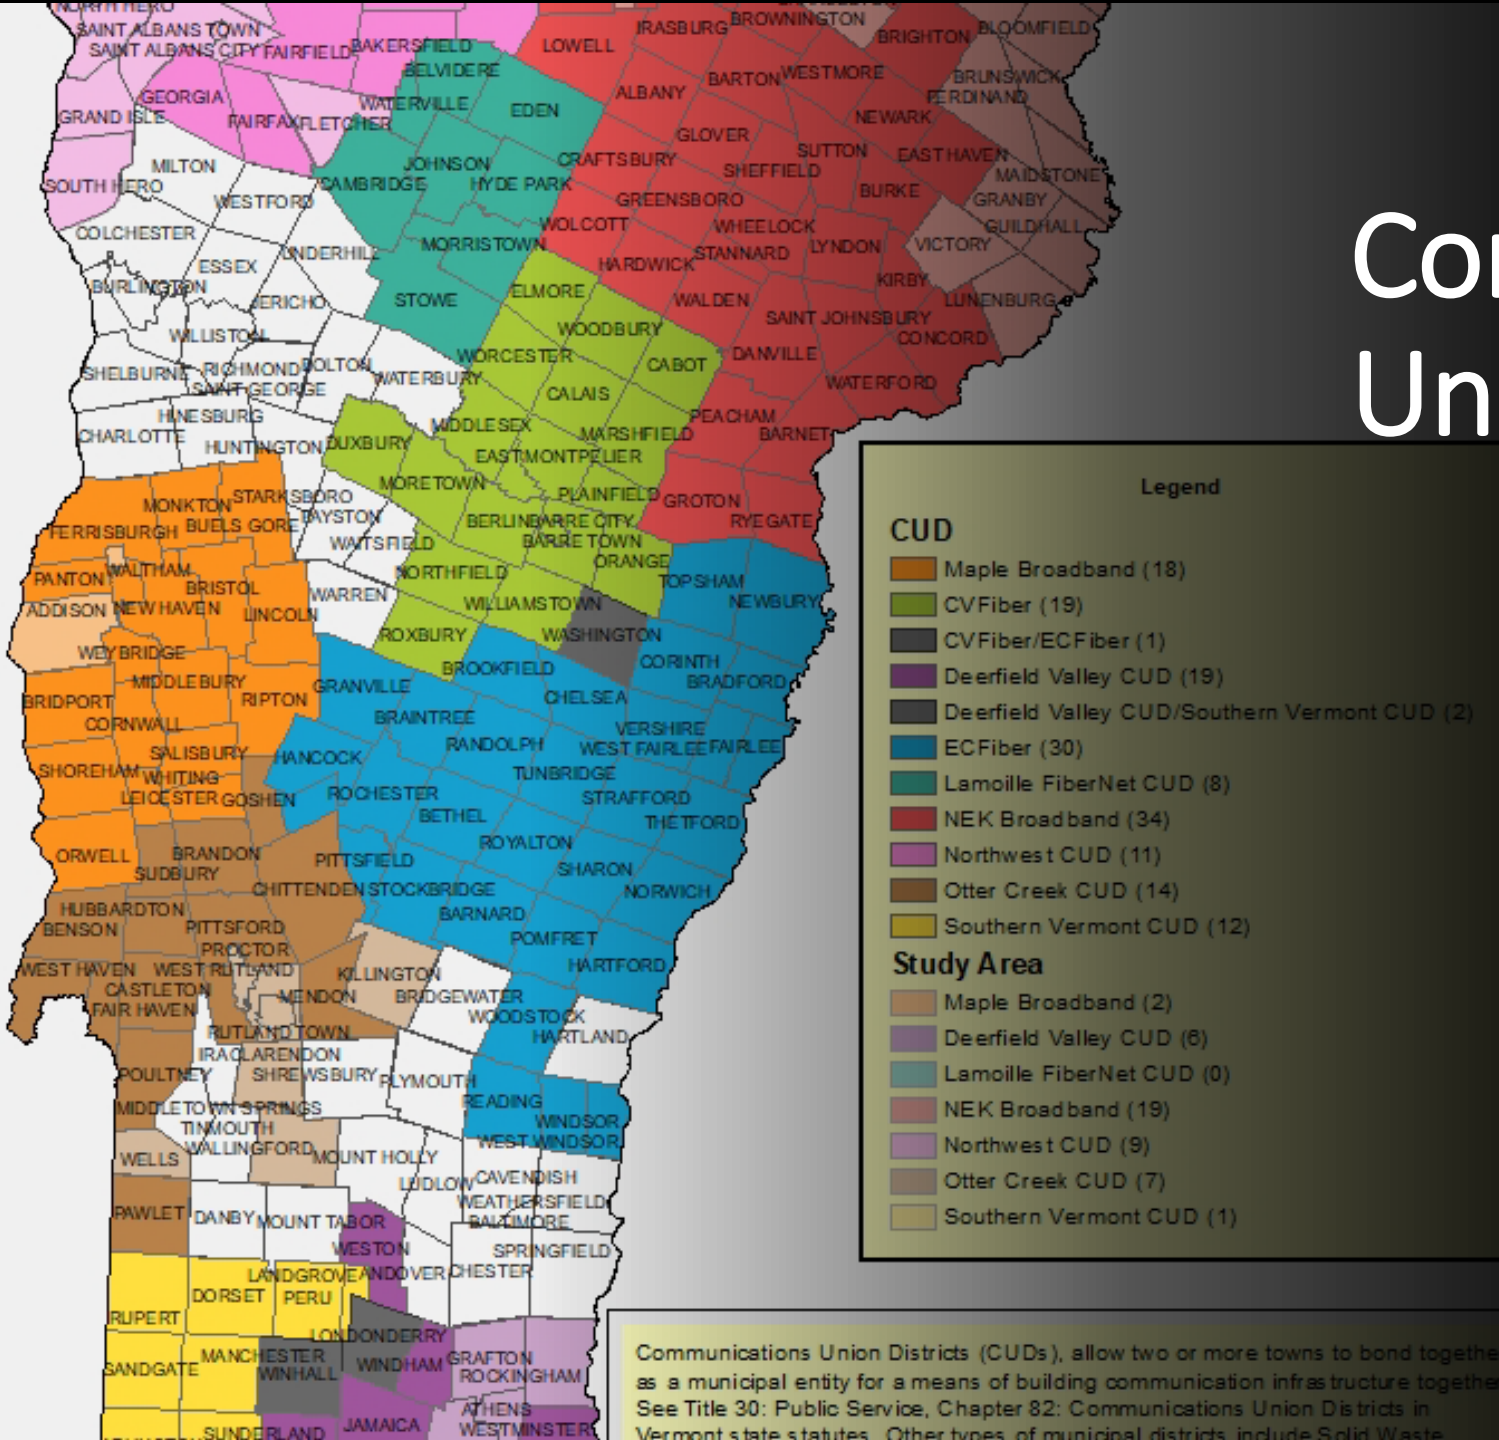 NORTH HERO
SAINT ALBANS TOWN
SAINT ALBANS CITY
FAIRFIELD
BAKERSFIELD
LOWELL
IRASBURG
BROWNINGTON
BRIGHTON
BLOOMFIELD
BELVIDERE
GEORGIA
WATERVILLE
EDEN
ALBANY
BARTON
WESTMORE
BRUNSWICK
FERDINAND
GRAND ISLE
FAIRFAX
FLETCHER
NEWARK
GLOVER
MILTON
JOHNSON
CRAFTSBURY
SUTTON
EAST HAVEN
SHEFFIELD
MAIDSTONE
SOUTH HERO
CAMBRIDGE
HYDE PARK
GREENSBORO
BURKE
GRANBY
WESTFORD
WOLCOTT
WHEELOCK
GUILDHALL
COLCHESTER
UNDERHILL
MORRISTOWN
STANNARD
LYNDON
VICTORY
ESSEX
HARDWICK
KIRBY
BURLINGTON
JERICHO
STOWE
ELMORE
WALDEN
LUNENBURG
WILLISTON
WOODBURY
SAINT JOHNSBURY
CONCORD
SHELBURNE
RICHMOND
BOLTON
WATERBURY
WORCESTER
CABOT
DANVILLE
SAINT GEORGE
CALAIS
WATERFORD
HINESBURG
CHARLOTTE
HUNTINGTON
DUXBURY
MIDDLESEX
MARSHFIELD
PEACHAM
BARNET
EAST MONTPELIER
MORETOWN
PLAINFIELD
GROTON
RYEGATE
MONKTON
STARKSBORO
FAYSTON
FERRISBURGH
BUELS GORE
BERLIN
BARRE CITY
WAITSFIELD
BARRE TOWN
ORANGE
PANTON
WALTHAM
BRISTOL
NORTHFIELD
TOPSHAM
NEWBURY
ADDISON
NEW HAVEN
LINCOLN
WARREN
WILLIAMSTOWN
WEYBRIDGE
ROXBURY
WASHINGTON
BROOKFIELD
CORINTH
BRADFORD
BRIDPORT
MIDDLEBURY
RIPTON
GRANVILLE
CHELSEA
CORNWALL
BRAINTREE
VERSHIRE
SHOREHAM
SALISBURY
HANCOCK
RANDOLPH
WEST FAIRLEE
FAIRLEE
WHITING
TUNBRIDGE
LEICESTER
GOSHEN
ROCHESTER
STRAFFORD
BETHEL
THETFORD
ORWELL
BRANDON
PITTSFIELD
ROYALTON
SUDBURY
CHITTENDEN
STOCKBRIDGE
SHARON
NORWICH
HUBBARDTON
BENSON
PITTSFORD
BARNARD
PROCTOR
POMFRET
WEST HAVEN
WEST RUTLAND
KILLINGTON
HARTFORD
CASTLETON
MENDON
BRIDGEWATER
FAIR HAVEN
WOODSTOCK
RUTLAND TOWN
HARTLAND
IRA
CLARENDON
POULTNEY
SHREWSBURY
PLYMOUTH
READING
MIDDLETOWN SPRINGS
TINMOUTH
WINDSOR
WALLINGFORD
WEST WINDSOR
WELLS
MOUNT HOLLY
LUDLOW
CAVENDISH
PAWLET
DANBY
MOUNT TABOR
WEATHERSFIELD
BALTIMORE
WESTON
SPRINGFIELD
LANDGROVE
ANDOVER
CHESTER
RUPERT
DORSET
PERU
LONDONDERRY
SANDGATE
MANCHESTER
WINHALL
WINDHAM
GRAFTON
ROCKINGHAM
ATHENS
SUNDERLAND
JAMAICA
WESTMINSTER
Legend
CUD
Maple Broadband (18)
CVFiber (19)
CVFiber/ECFiber (1)
Deerfield Valley CUD (19)
Deerfield Valley CUD/Southern Vermont CUD (2)
ECFiber (30)
Lamoille FiberNet CUD (8)
NEK Broadband (34)
Northwest CUD (11)
Otter Creek CUD (14)
Southern Vermont CUD (12)
Study Area
Maple Broadband (2)
Deerfield Valley CUD (6)
Lamoille FiberNet CUD (0)
NEK Broadband (19)
Northwest CUD (9)
Otter Creek CUD (7)
Southern Vermont CUD (1)
Communications Union Districts (CUDs), allow two or more towns to bond togethe
as a municipal entity for a means of building communication infrastructure together
See Title 30: Public Service, Chapter 82: Communications Union Districts in
Vermont state statutes. Other types of municipal districts include Solid Waste